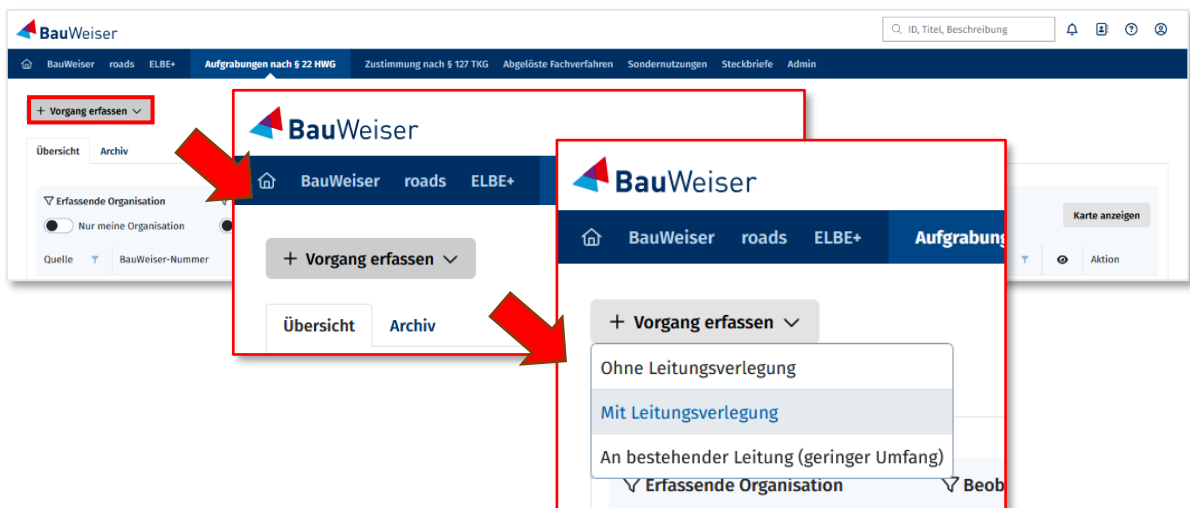 BauWeiser
ID, Titel, Beschreibung
BauWeiser roads ELBE+ Aufgrabungen nach § 22 HWG Zustimmung nach § 127 TKG Abgelöste Fachverfahren Sondernutzungen Steckbriefe Admin
+ Vorgang erfassen
Übersicht Archiv
Erfassende Organisation
Nur meine Organisation
Karte anzeigen
Quelle BauWeiser-Nummer
Aktion
BauWeiser
BauWeiser roads ELBE+
+ Vorgang erfassen
Übersicht Archiv
BauWeiser
BauWeiser roads ELBE+ Aufgrabung
+ Vorgang erfassen
Ohne Leitungsverlegung
Mit Leitungsverlegung
An bestehender Leitung (geringer Umfang)
Erfassende Organisation Beob